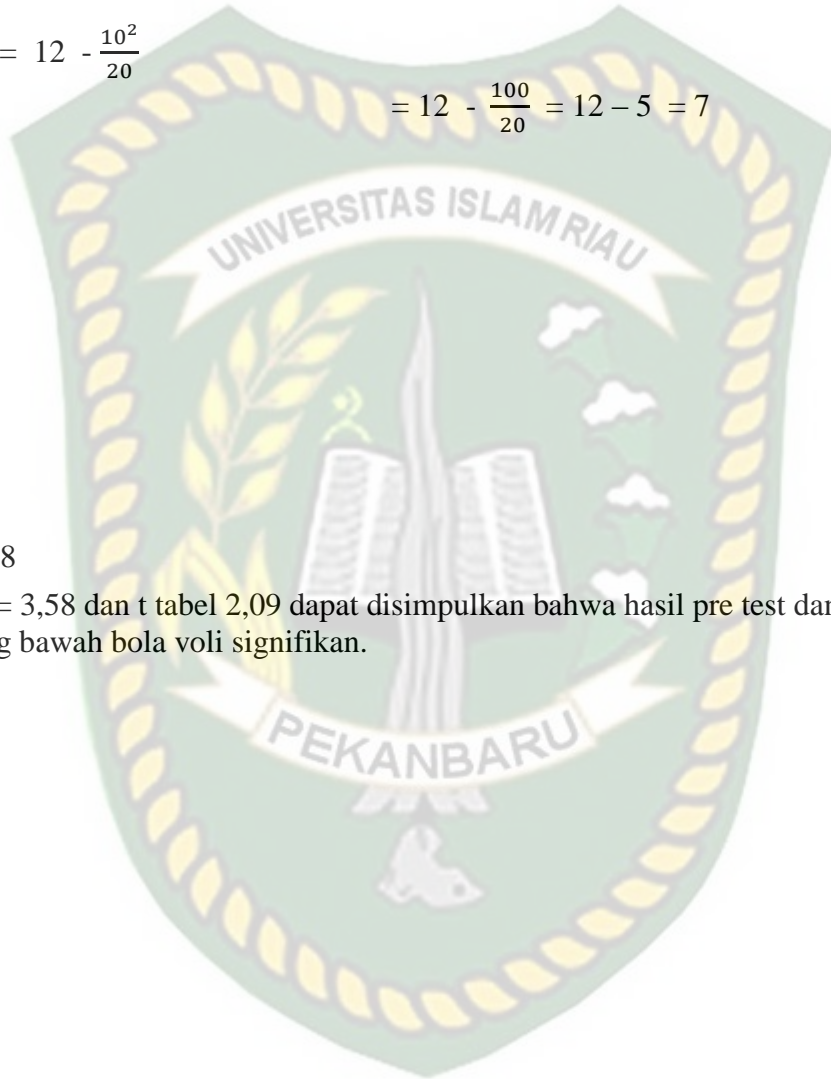 = 12 - 10²/20
= 12 - 100/20 = 12 – 5 = 7
UNIVERSITAS ISLAM RIAU
8
= 3,58 dan t tabel 2,09 dapat disimpulkan bahwa hasil pre test dan
g bawah bola voli signifikan.
PEKANBARU